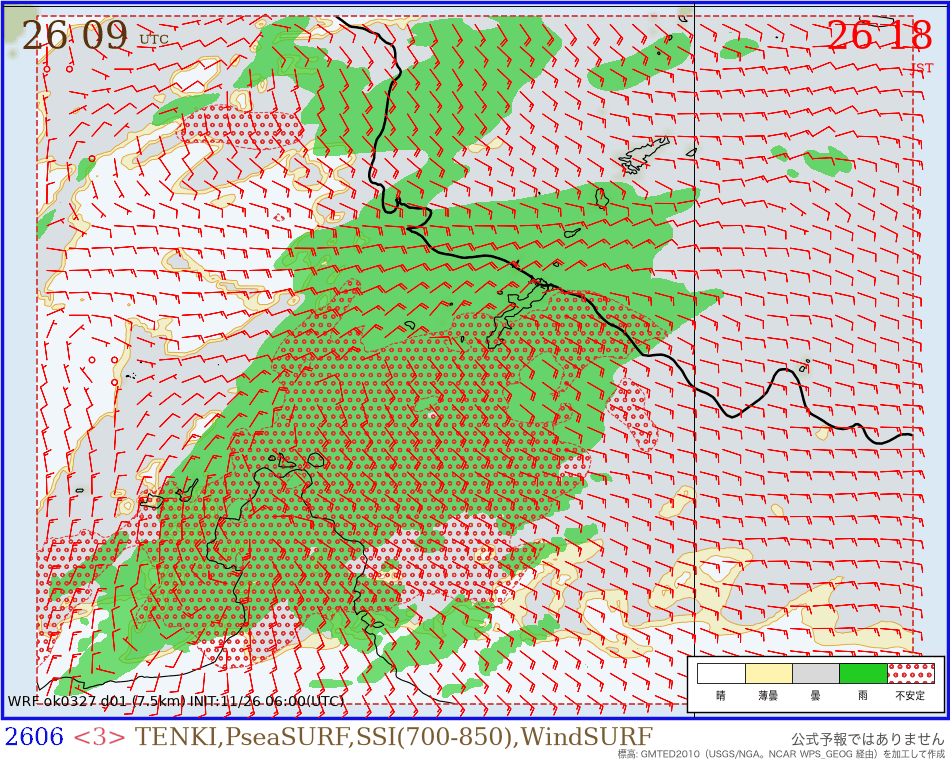 26 09 UTC
26 18
JST
晴 薄曇 曇 雨 不安定
WRF ok0327 d01 (7.5km) INIT:11/26 06:00(UTC)
2606 <3> TENKI,PseaSURF,SSI(700-850),WindSURF
公式予報ではありません
標高: GMTED2010（USGS/NGA。NCAR WPS_GEOG 経由）を加工して作成